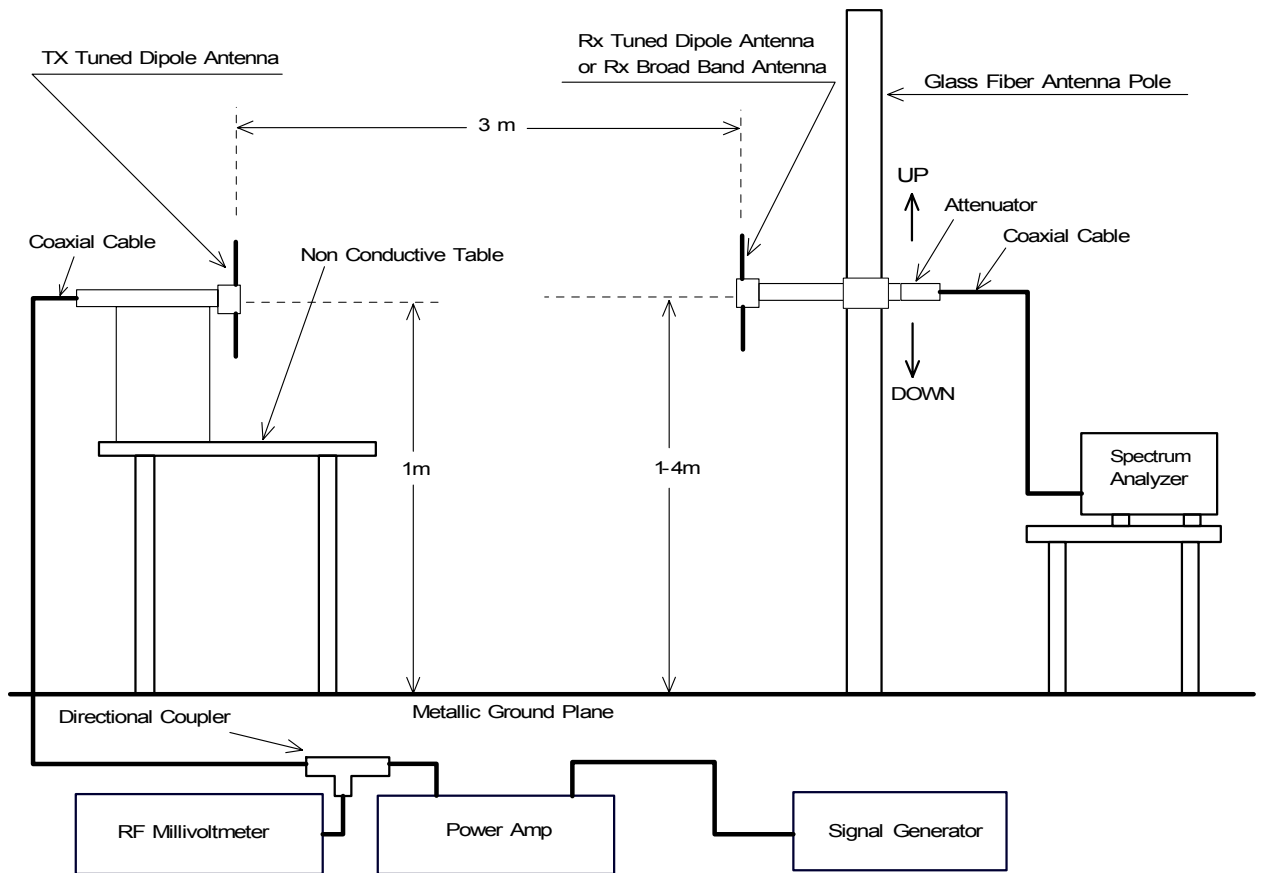 TX Tuned Dipole Antenna
Rx Tuned Dipole Antenna
or Rx Broad Band Antenna
Glass Fiber Antenna Pole
3 m
UP
Attenuator
Coaxial Cable
Coaxial Cable
Non Conductive Table
DOWN
1m
1-4m
Spectrum
Analyzer
Metallic Ground Plane
Directional Coupler
RF Millivoltmeter
Power Amp
Signal Generator